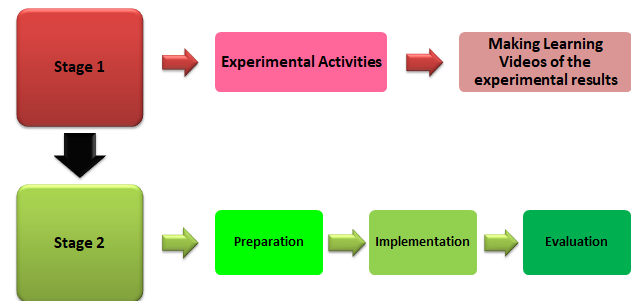 Stage 1
Experimental Activities
Making Learning
Videos of the
experimental results
Stage 2
Preparation
Implementation
Evaluation